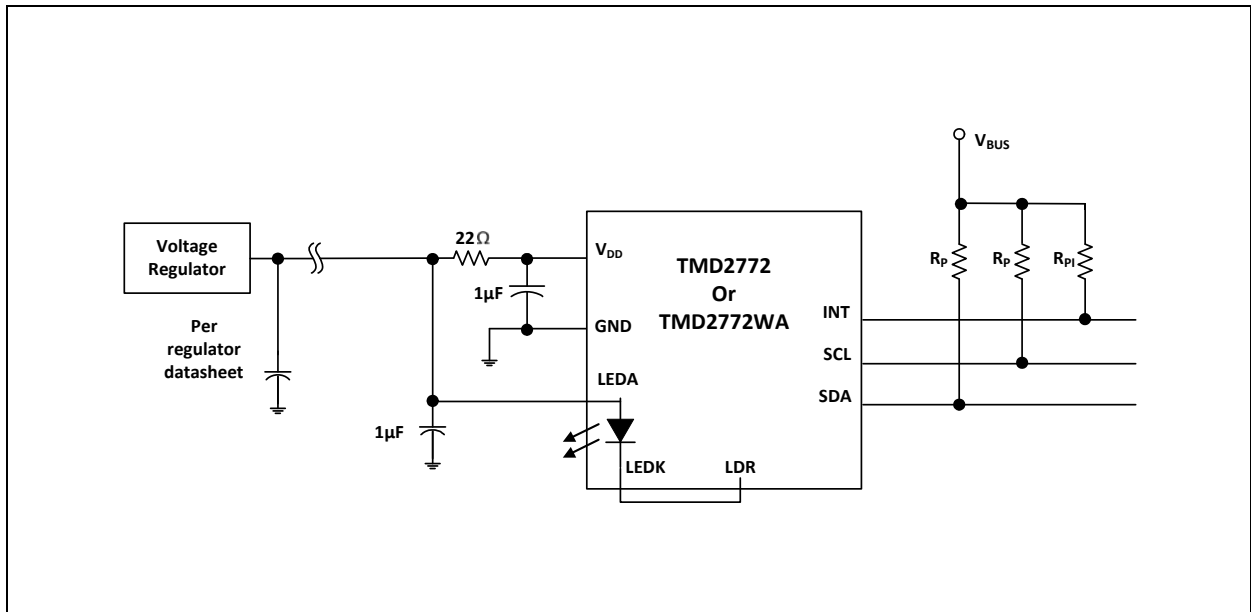 Voltage
Regulator
Per
regulator
datasheet
22Ω
1µF
1µF
V_DD
GND
LEDA
LEDK
LDR
TMD2772
Or
TMD2772WA
INT
SCL
SDA
V_BUS
R_P
R_P
R_PI